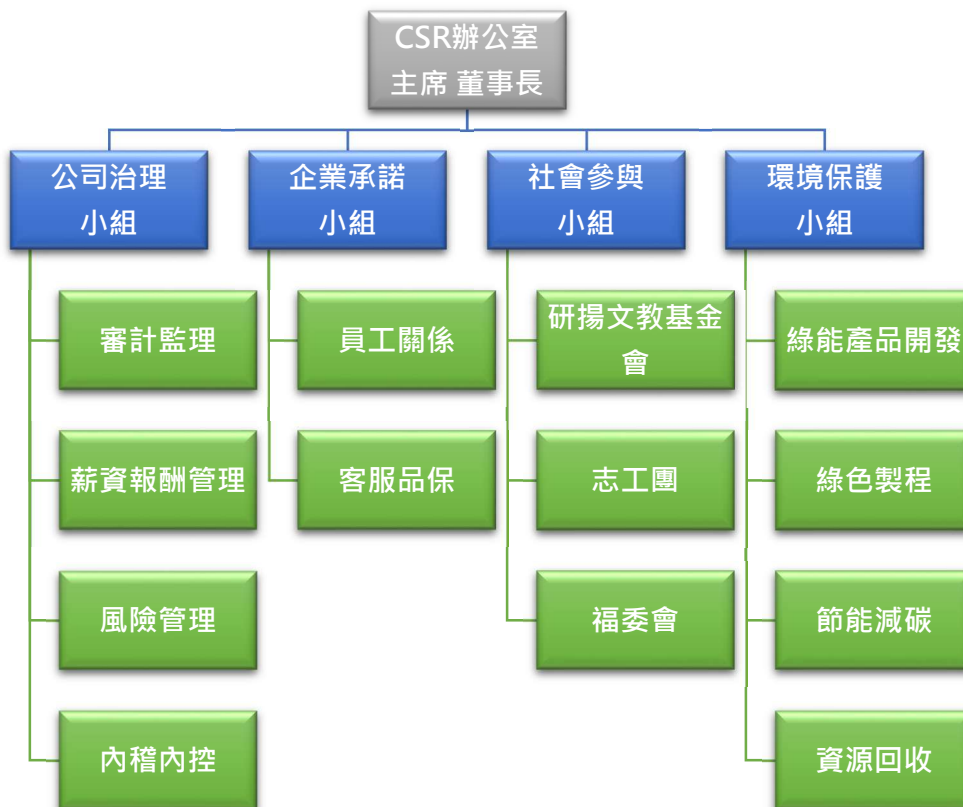 CSR辦公室
主席 董事長
公司治理
小組
企業承諾
小組
社會參與
小組
環境保護
小組
審計監理
薪資報酬管理
風險管理
內稽內控
員工關係
客服品保
研揚文教基金
會
志工團
福委會
綠能產品開發
綠色製程
節能減碳
資源回收